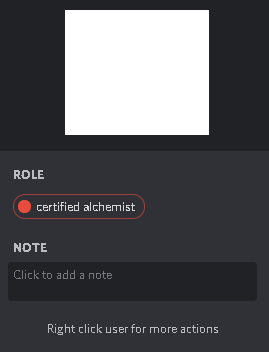 ROLE
certified alchemist
NOTE
Click to add a note
Right click user for more actions